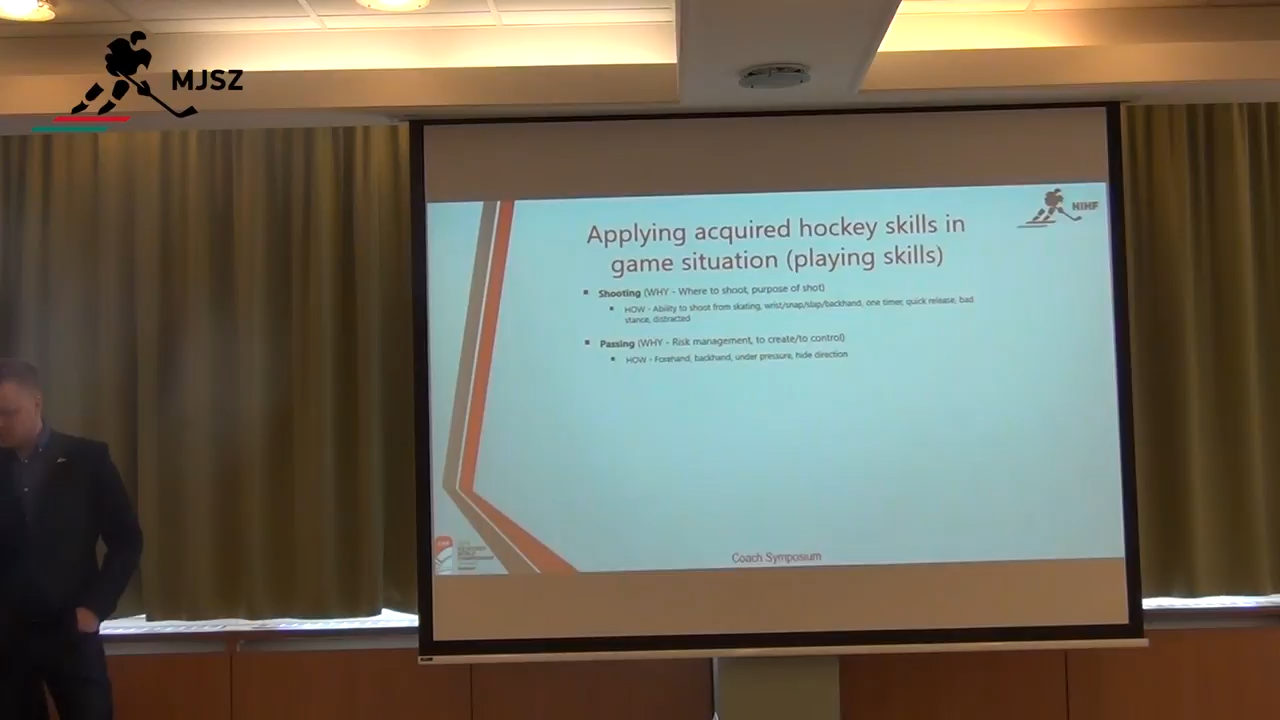 MJSZ
HIHF
Applying acquired hockey skills in
game situation (playing skills)
Shooting (WHY - Where to shoot, purpose of shot)
HOW - Ability to shoot from skating, wrist/snap/slap/backhand, one timer, quick release, bad
stance, distracted
Passing (WHY - Risk management, to create/to control)
HOW - Forehand, backhand, under pressure, hide direction
Coach Symposium